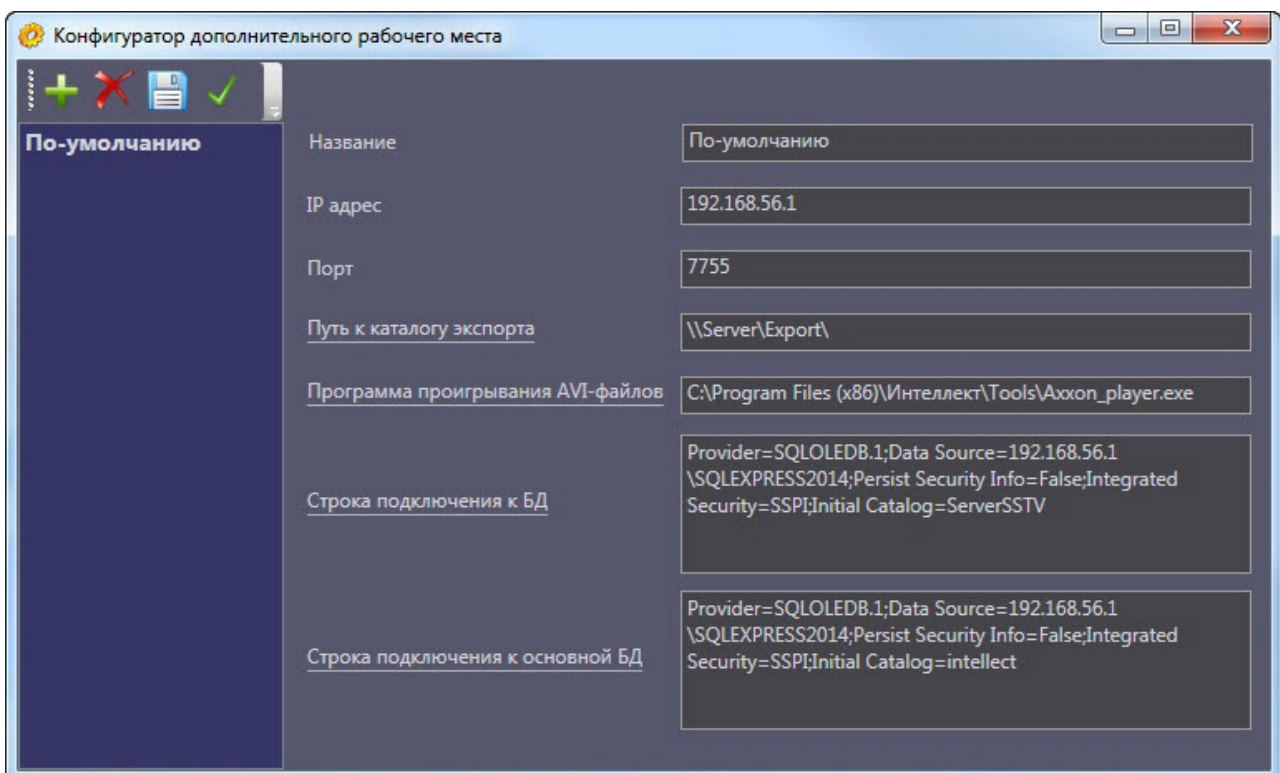 Конфигуратор дополнительного рабочего места
По-умолчанию
Название
По-умолчанию
IP адрес
192.168.56.1
Порт
7755
Путь к каталогу экспорта
\\Server\Export\
Программа проигрывания AVI-файлов
C:\Program Files (x86)\Интеллект\Tools\Axxon_player.exe
Строка подключения к БД
Provider=SQLOLEDB.1;Data Source=192.168.56.1
\SQLEXPRESS2014;Persist Security Info=False;Integrated
Security=SSPI;Initial Catalog=ServerSSTV
Строка подключения к основной БД
Provider=SQLOLEDB.1;Data Source=192.168.56.1
\SQLEXPRESS2014;Persist Security Info=False;Integrated
Security=SSPI;Initial Catalog=intellect